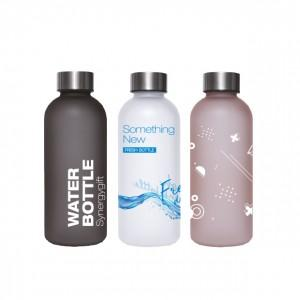 WATER
BOTTLE
Synergygift
Something
New
FRESH BOTTLE